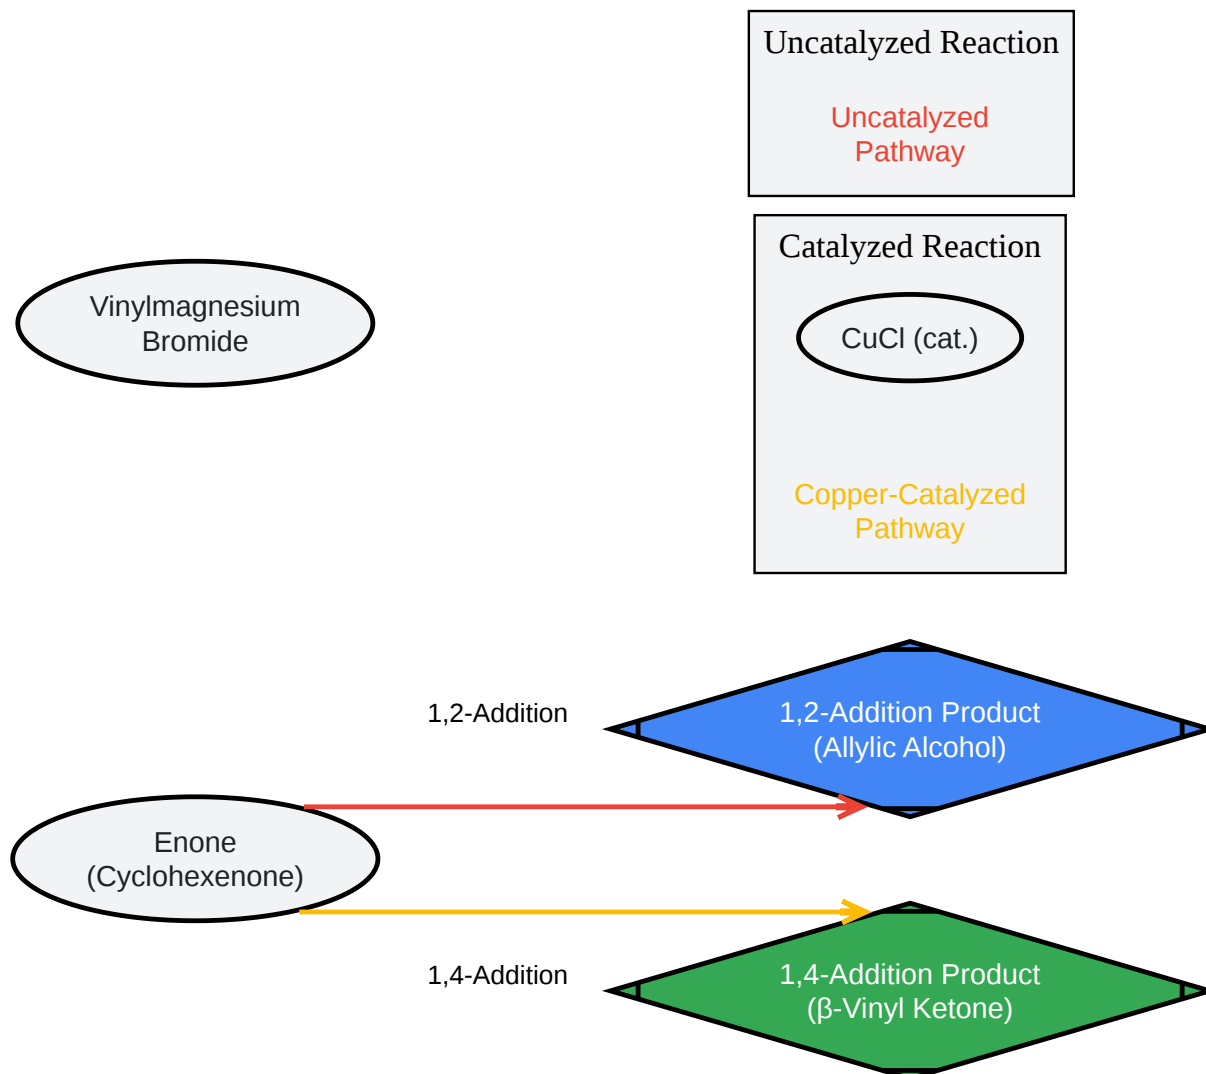 Uncatalyzed Reaction
Uncatalyzed
Pathway
Catalyzed Reaction
Vinylmagnesium
Bromide
CuCl (cat.)
Copper-Catalyzed
Pathway
1,2-Addition
1,2-Addition Product
(Allylic Alcohol)
Enone
(Cyclohexenone)
1,4-Addition
1,4-Addition Product
(β-Vinyl Ketone)